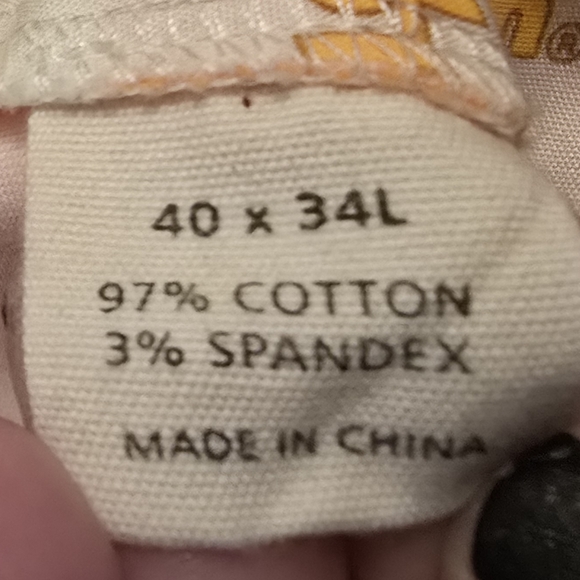 40 x 34L
97% COTTON
3% SPANDEX
MADE IN CHINA